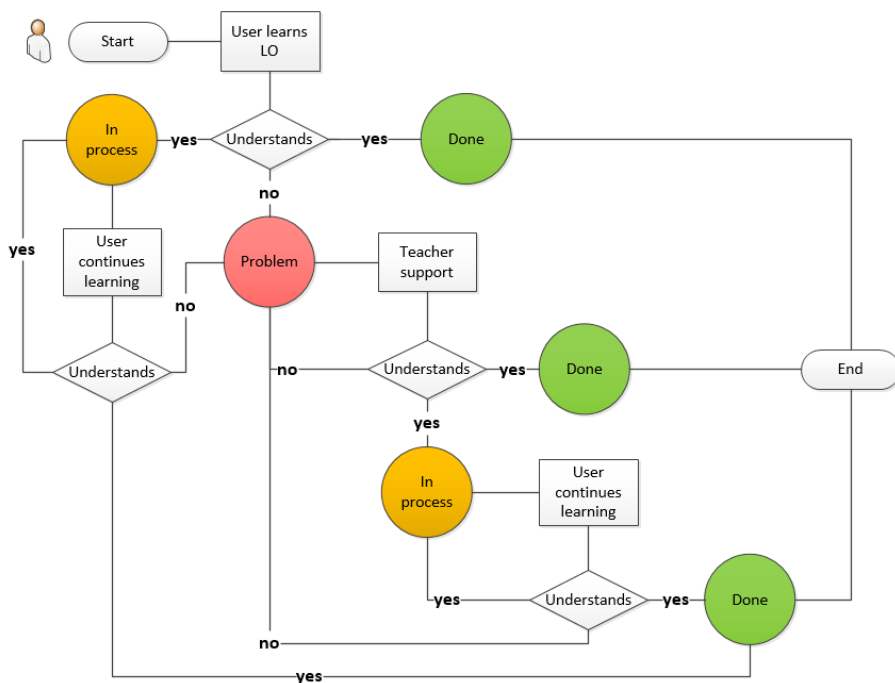 Start
User learns
LO
In
process
yes
Understands
yes
Done
no
yes
User
continues
learning
Problem
Teacher
support
no
Understands
no
Understands
yes
Done
End
yes
In
process
User
continues
learning
yes
Understands
yes
Done
no
yes